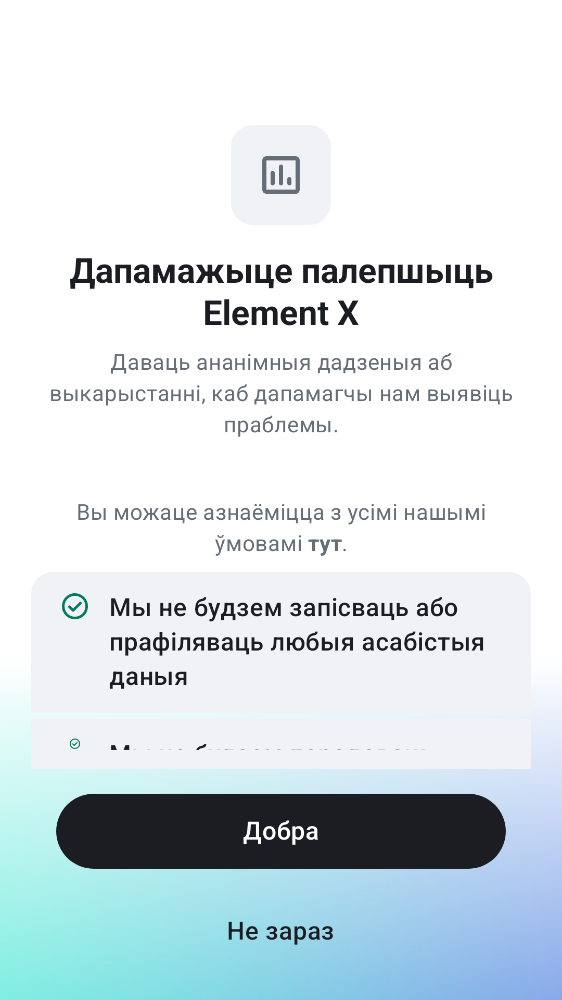 Дапамажыце палепшыць
Element X
Даваць ананімныя дадзеныя аб
выкарыстанні, каб дапамагчы нам выявіць
праблемы.
Вы можаце азнаёміцца з усімі нашымі
ўмовамі тут.
Мы не будзем запісваць або
прафіляваць любыя асабістыя
даныя
Добра
Не зараз